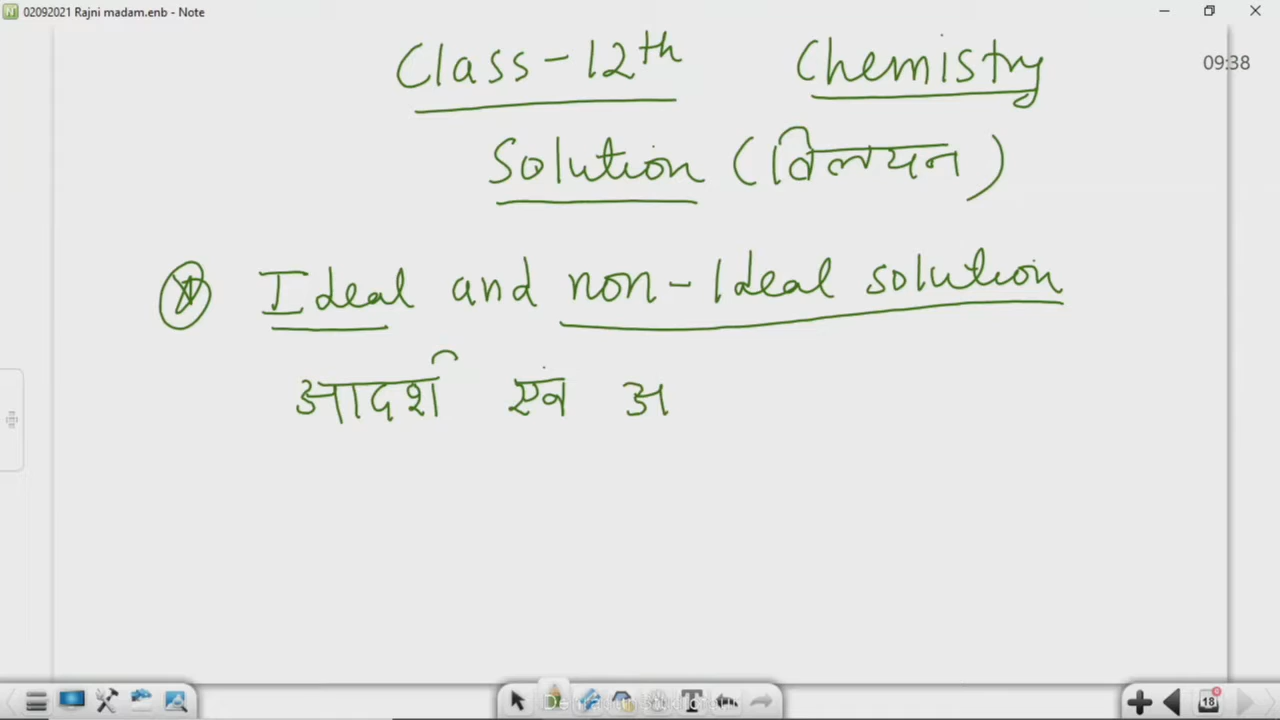 02092021 Rajni madam.enb - Note
Class-12th Chemistry
09:38
Solution (विलयन)
Ideal and non-Ideal solution
आदर्श एवं अ
18